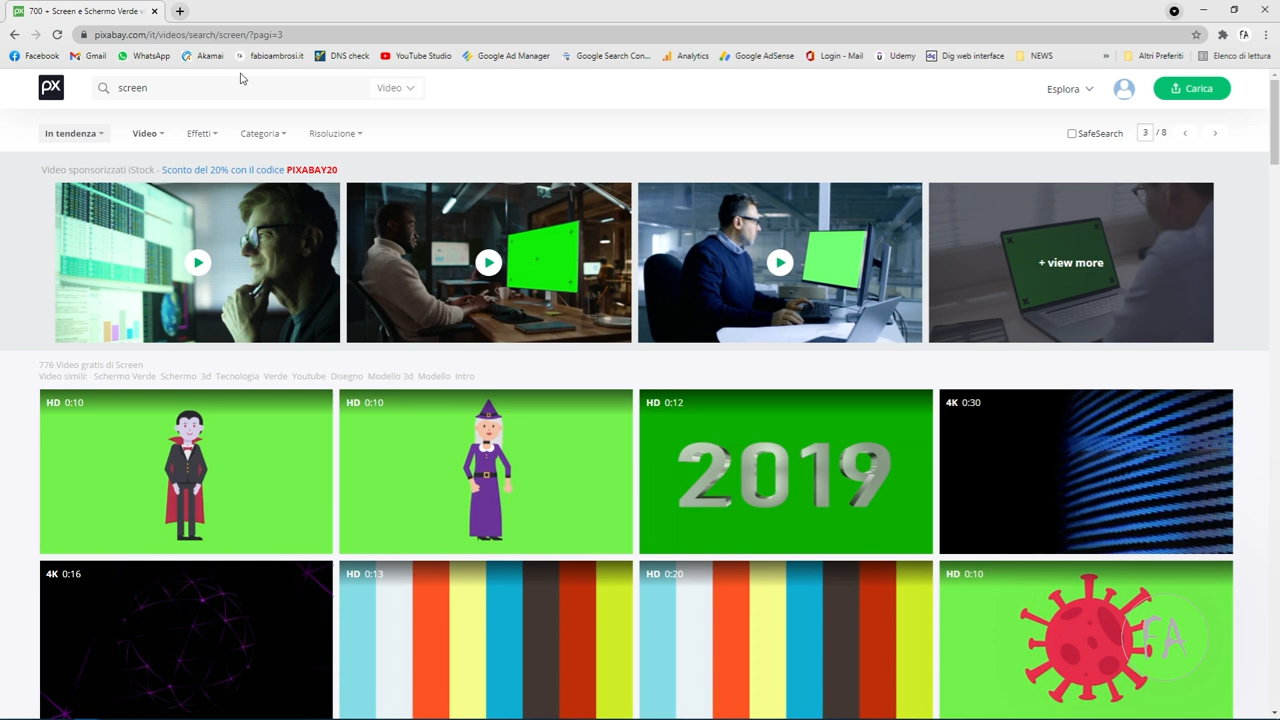 700 + Screen e Schermo Verde v
pixabay.com/it/videos/search/screen/?pagi=3
fA
Facebook Gmail WhatsApp Akamai fabioambrosi.it DNS check YouTube Studio Google Ad Manager Google Search Con... Analytics Google AdSense Login - Mail Udemy Dig web interface NEWS » Altri Preferiti Elenco di lettura
px screen Video Esplora Carica
In tendenza Video Effetti Categoria Risoluzione SafeSearch 3 / 8
Video sponsorizzati iStock - Sconto del 20% con il codice PIXABAY20
+ view more
776 Video gratis di Screen
Video simili: Schermo Verde Schermo 3d Tecnologia Verde Youtube Disegno Modello 3d Modello Intro
HD 0:10 HD 0:10 HD 0:12 4K 0:30
2019
4K 0:16 HD 0:13 HD 0:20 HD 0:10
FA